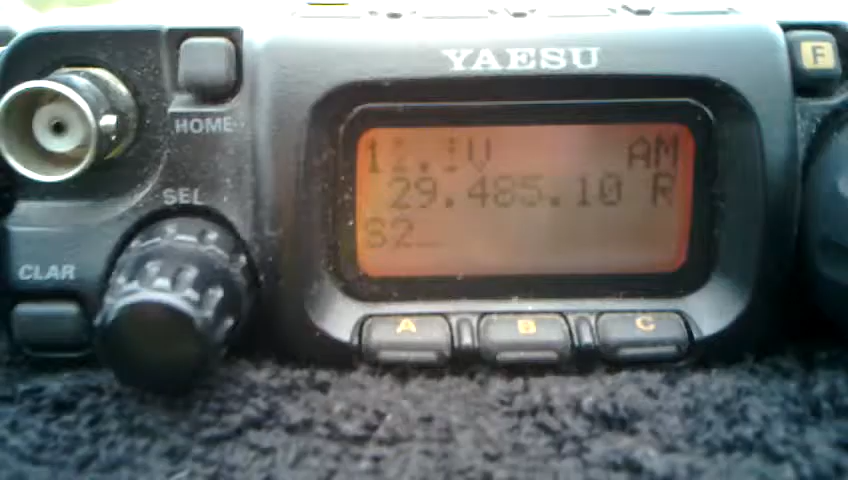 YAESU
F
HOME
SEL
CLAR
AM
29.485.10 R
S2
A B C